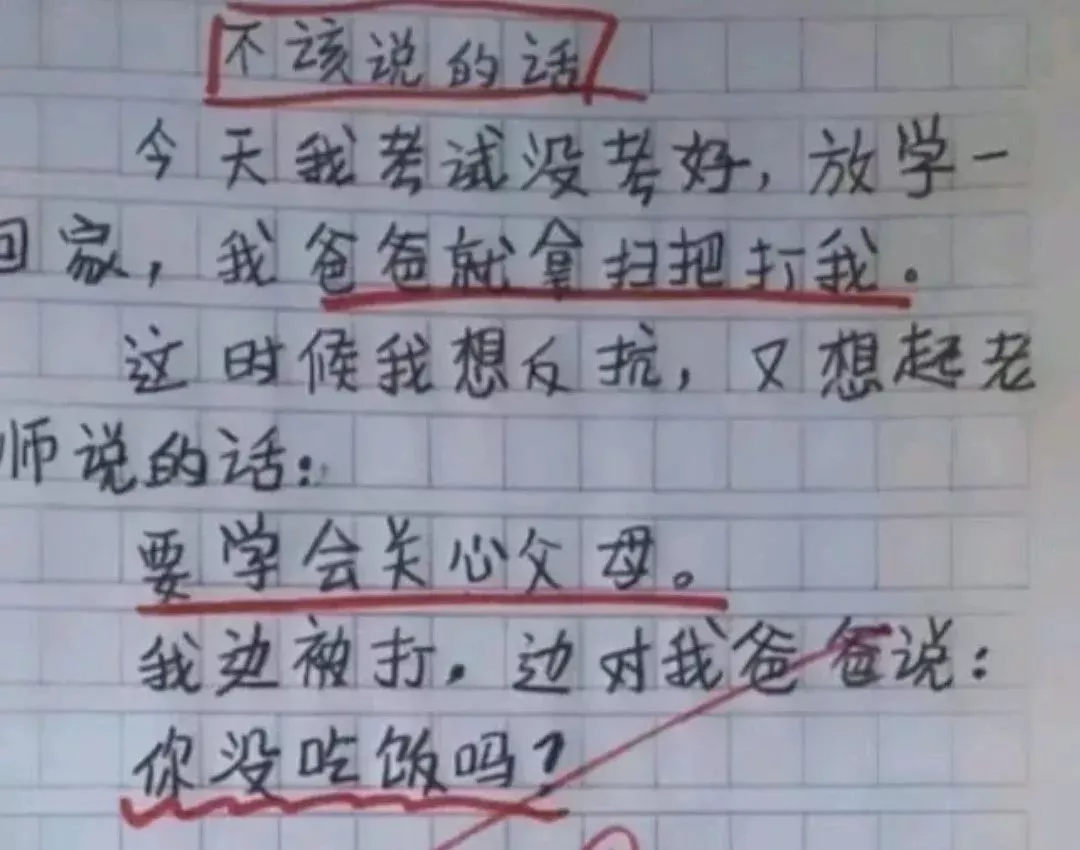 不该说的话
今天我考试没考好，放学一
回家，我爸爸就拿扫把打我。
这时候我想反抗，又想起老
师说的话：
要学会关心父母。
我边被打，边对我爸爸说：
你没吃饭吗？